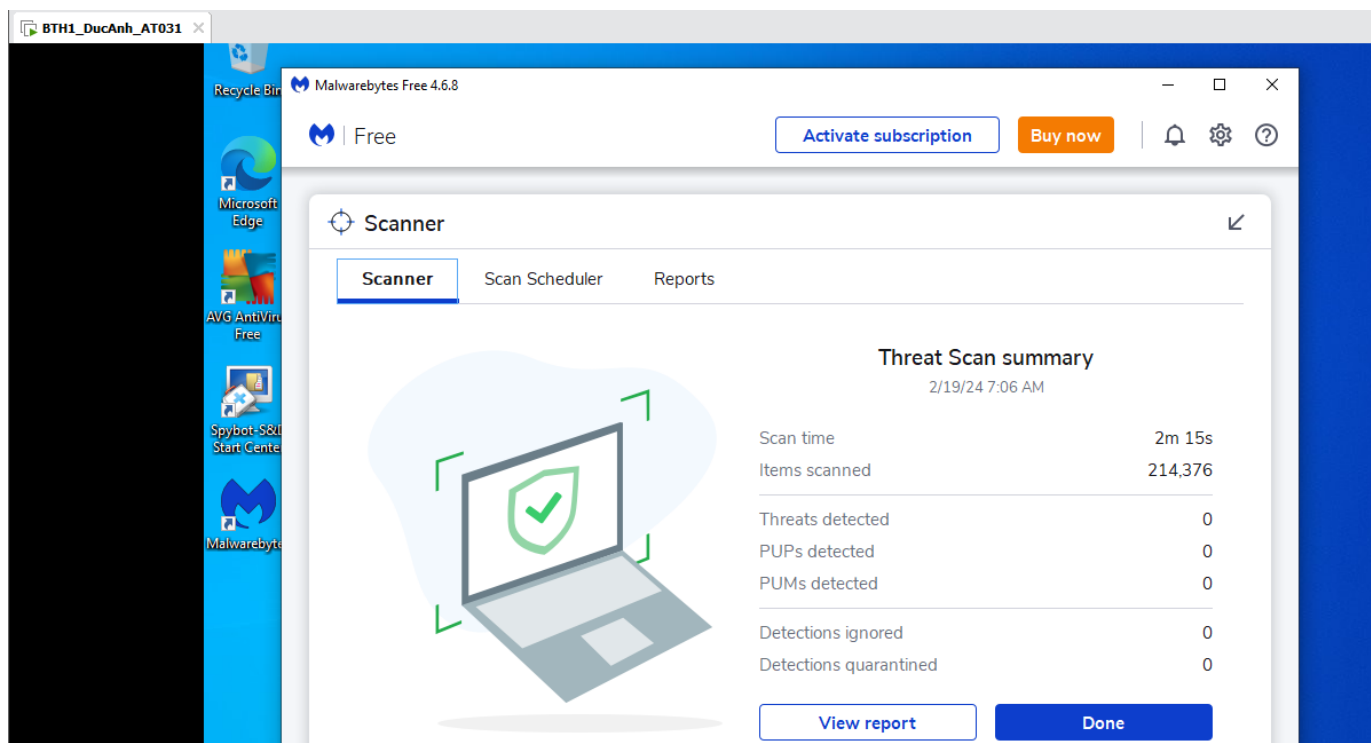 BTH1_DucAnh_AT031
Recycle Bin
Malwarebytes Free 4.6.8
Free
Activate subscription
Buy now
Microsoft
Edge
Scanner
Scanner
Scan Scheduler
Reports
AVG AntiViru
Free
Threat Scan summary
2/19/24 7:06 AM
Spybot-S&D
Start Cente
Scan time 2m 15s
Items scanned 214,376
Threats detected 0
PUPs detected 0
PUMs detected 0
Malwarebyte
Detections ignored 0
Detections quarantined 0
View report
Done